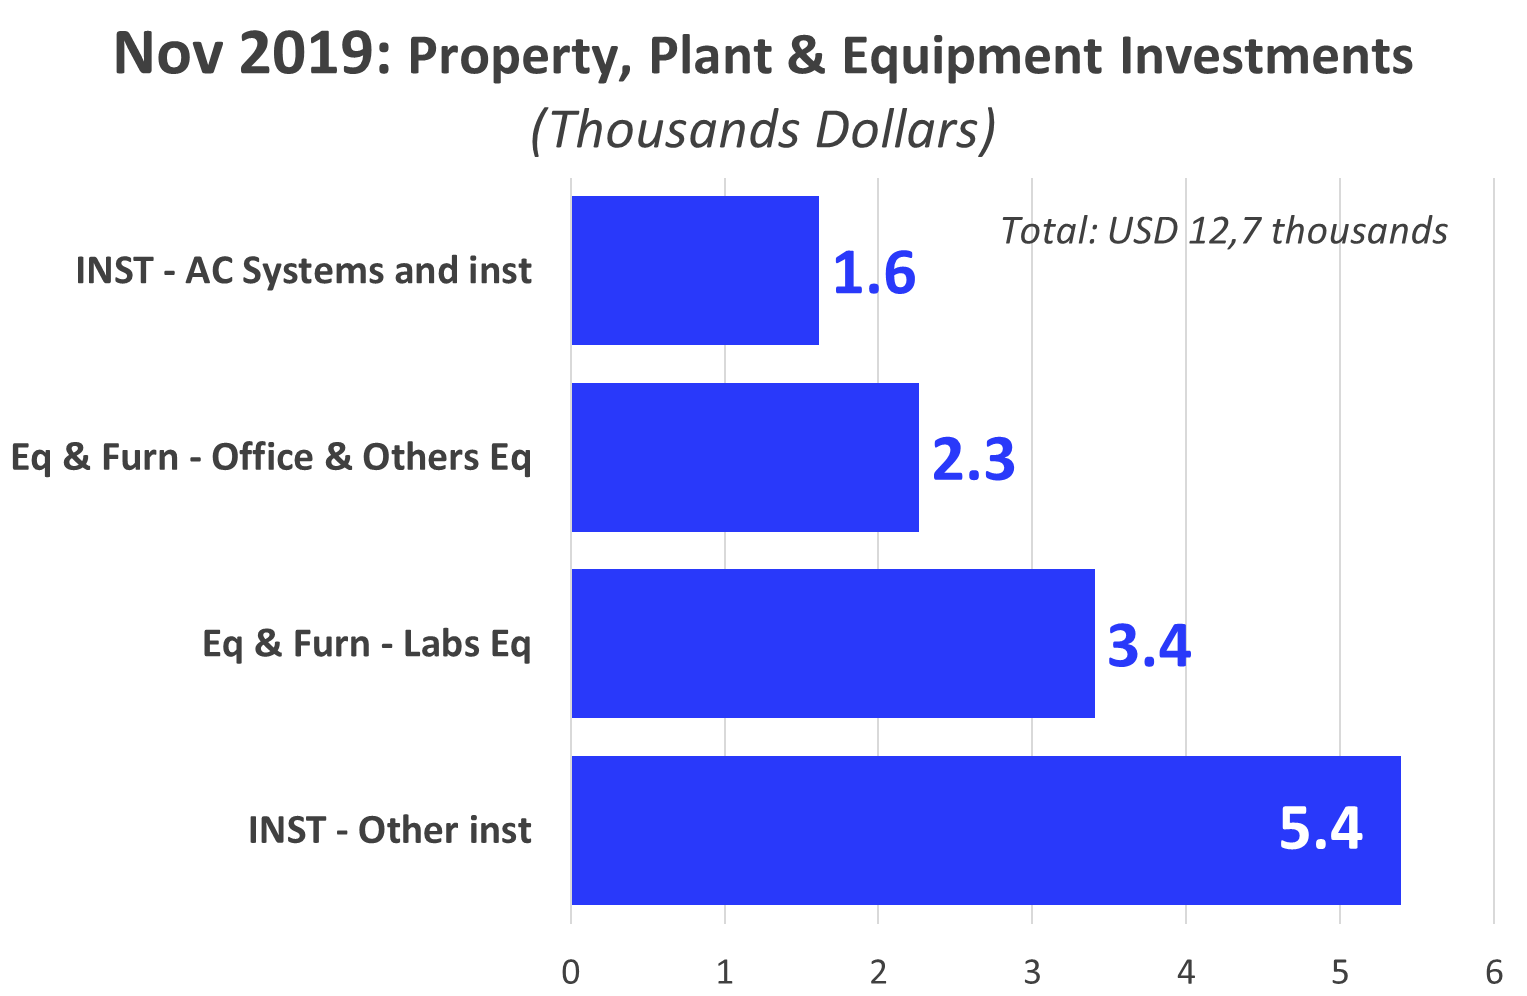 Nov 2019: Property, Plant & Equipment Investments
(Thousands Dollars)
Total: USD 12,7 thousands
INST - AC Systems and inst
1.6
Eq & Furn - Office & Others Eq
2.3
Eq & Furn - Labs Eq
3.4
INST - Other inst
5.4
0 1 2 3 4 5 6